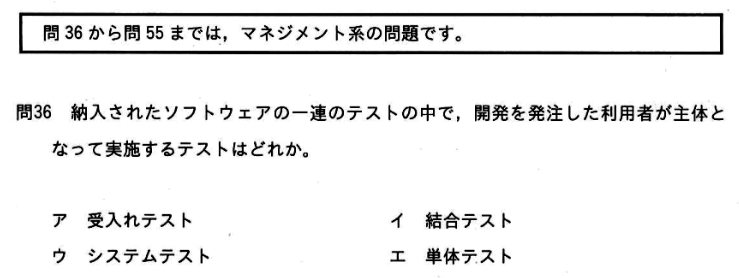 問 36 から問 55 までは，マネジメント系の問題です。
問36 納入されたソフトウェアの一連のテストの中で，開発を発注した利用者が主体と
なって実施するテストはどれか。
ア 受入れテスト イ 結合テスト
ウ システムテスト エ 単体テスト